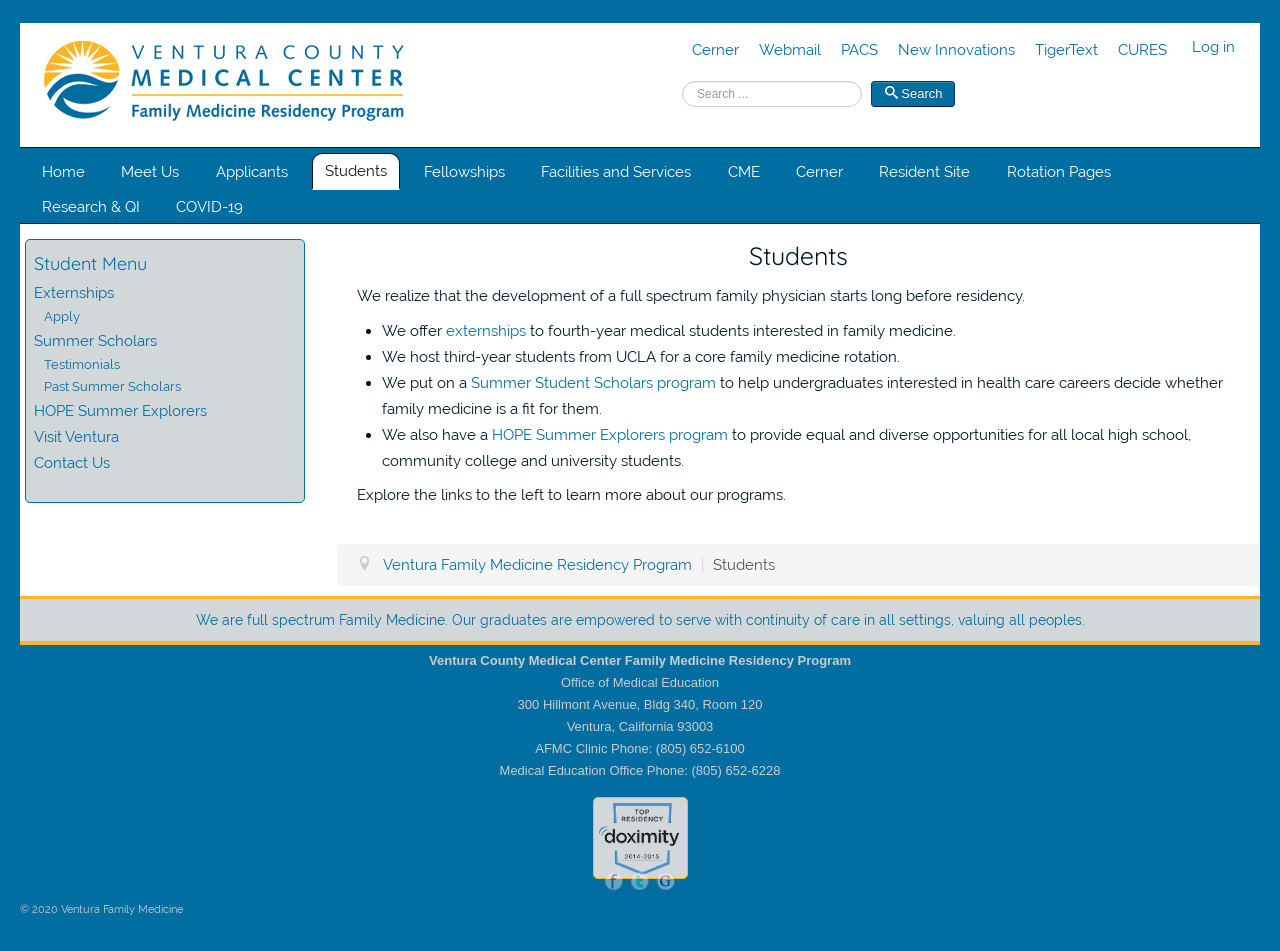 VENTURA COUNTY
MEDICAL CENTER
Family Medicine Residency Program
Cerner Webmail PACS New Innovations TigerText CURES Log in
Search ... Search
Home Meet Us Applicants Students Fellowships Facilities and Services CME Cerner Resident Site Rotation Pages
Research & QI COVID-19
Student Menu
Externships
Apply
Summer Scholars
Testimonials
Past Summer Scholars
HOPE Summer Explorers
Visit Ventura
Contact Us
Students
We realize that the development of a full spectrum family physician starts long before residency.
• We offer externships to fourth-year medical students interested in family medicine.
• We host third-year students from UCLA for a core family medicine rotation.
• We put on a Summer Student Scholars program to help undergraduates interested in health care careers decide whether
family medicine is a fit for them.
• We also have a HOPE Summer Explorers program to provide equal and diverse opportunities for all local high school,
community college and university students.
Explore the links to the left to learn more about our programs.
Ventura Family Medicine Residency Program | Students
We are full spectrum Family Medicine. Our graduates are empowered to serve with continuity of care in all settings, valuing all peoples.
Ventura County Medical Center Family Medicine Residency Program
Office of Medical Education
300 Hillmont Avenue, Bldg 340, Room 120
Ventura, California 93003
AFMC Clinic Phone: (805) 652-6100
Medical Education Office Phone: (805) 652-6228
TOP
RESIDENCY
doximity
2014-2015
f t G
© 2020 Ventura Family Medicine